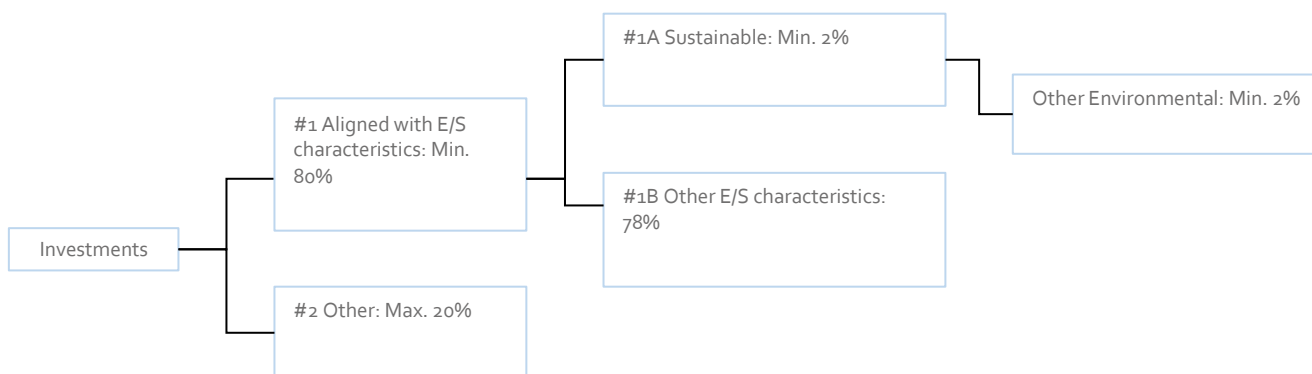 #1A Sustainable: Min. 2%
Other Environmental: Min. 2%
#1 Aligned with E/S
characteristics: Min.
80%
#1B Other E/S characteristics:
78%
Investments
#2 Other: Max. 20%